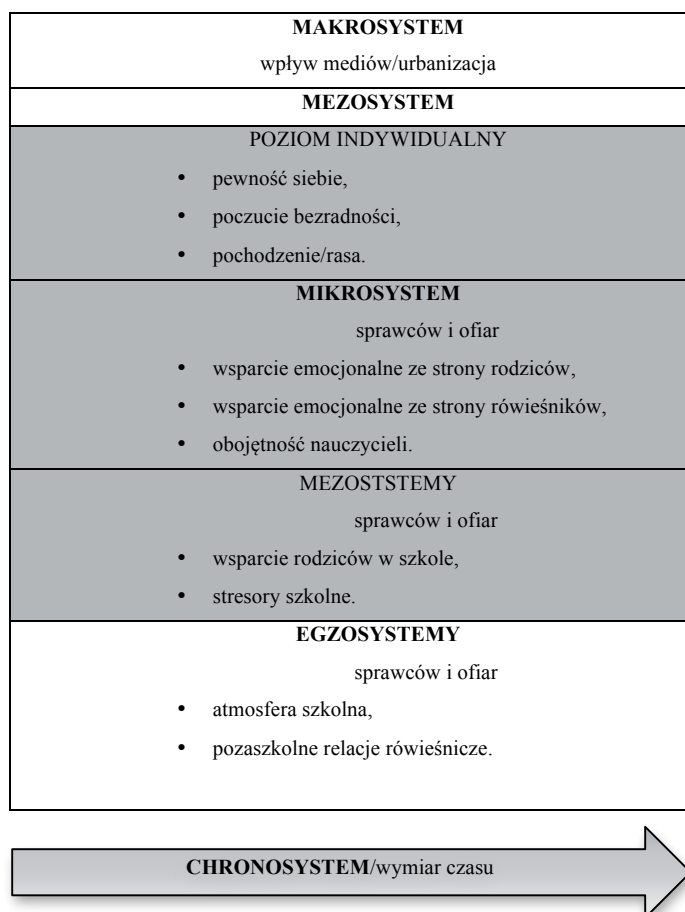 MAKROSYSTEM
wpływ mediów/urbanizacja
MEZOSYSTEM
POZIOM INDYWIDUALNY
• pewność siebie,
• poczucie bezradności,
• pochodzenie/rasa.
MIKROSYSTEM
sprawców i ofiar
• wsparcie emocjonalne ze strony rodziców,
• wsparcie emocjonalne ze strony rówieśników,
• obojętność nauczycieli.
MEZOSTSTEMY
sprawców i ofiar
• wsparcie rodziców w szkole,
• stresory szkolne.
EGZOSYSTEMY
sprawców i ofiar
• atmosfera szkolna,
• pozaszkolne relacje rówieśnicze.
CHRONOSYSTEM/wymiar czasu